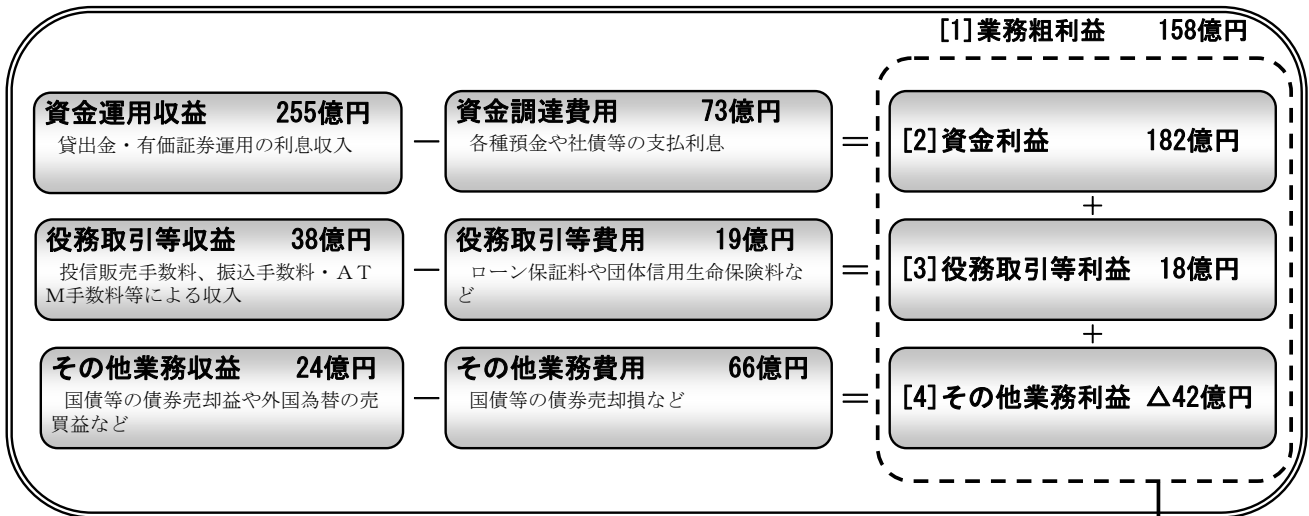 [1]業務粗利益 158億円
資金運用収益 255億円
貸出金・有価証券運用の利息収入
－
資金調達費用 73億円
各種預金や社債等の支払利息
＝
[2]資金利益 182億円
＋
役務取引等収益 38億円
投信販売手数料、振込手数料・ＡＴ
Ｍ手数料等による収入
－
役務取引等費用 19億円
ローン保証料や団体信用生命保険料な
ど
＝
[3]役務取引等利益 18億円
＋
その他業務収益 24億円
国債等の債券売却益や外国為替の売
買益など
－
その他業務費用 66億円
国債等の債券売却損など
＝
[4]その他業務利益 △42億円